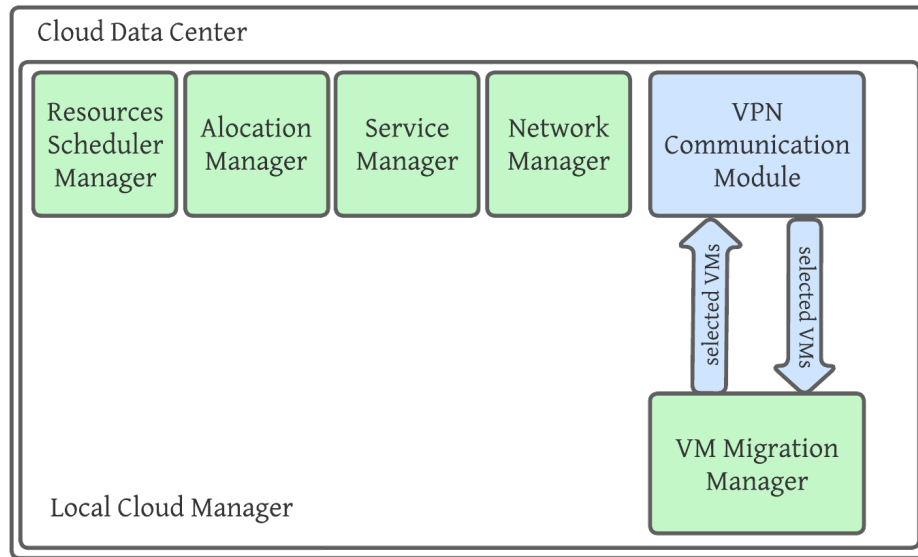 Cloud Data Center
Resources
Scheduler
Manager
Alocation
Manager
Service
Manager
Network
Manager
VPN
Communication
Module
selected VMs
selected VMs
VM Migration
Manager
Local Cloud Manager